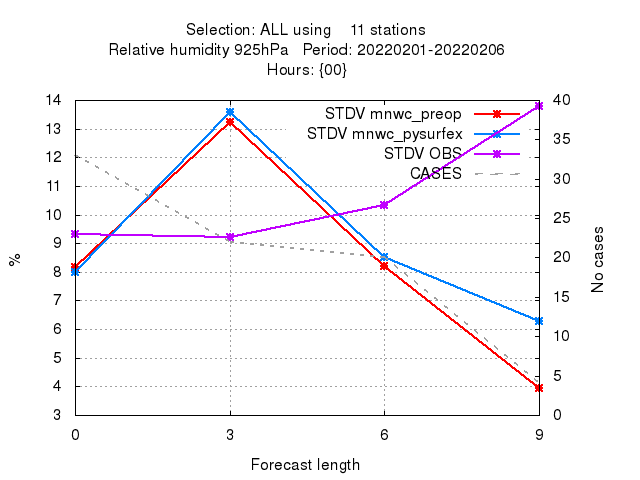 Selection: ALL using 11 stations
Relative humidity 925hPa Period: 20220201-20220206
Hours: {00}
STDV mnwc_preop
STDV mnwc_pysurfex
STDV OBS
CASES
14
13
12
11
10
9
8
7
6
5
4
3
%
40
35
30
25
20
15
10
5
0
No cases
0 3 6 9
Forecast length